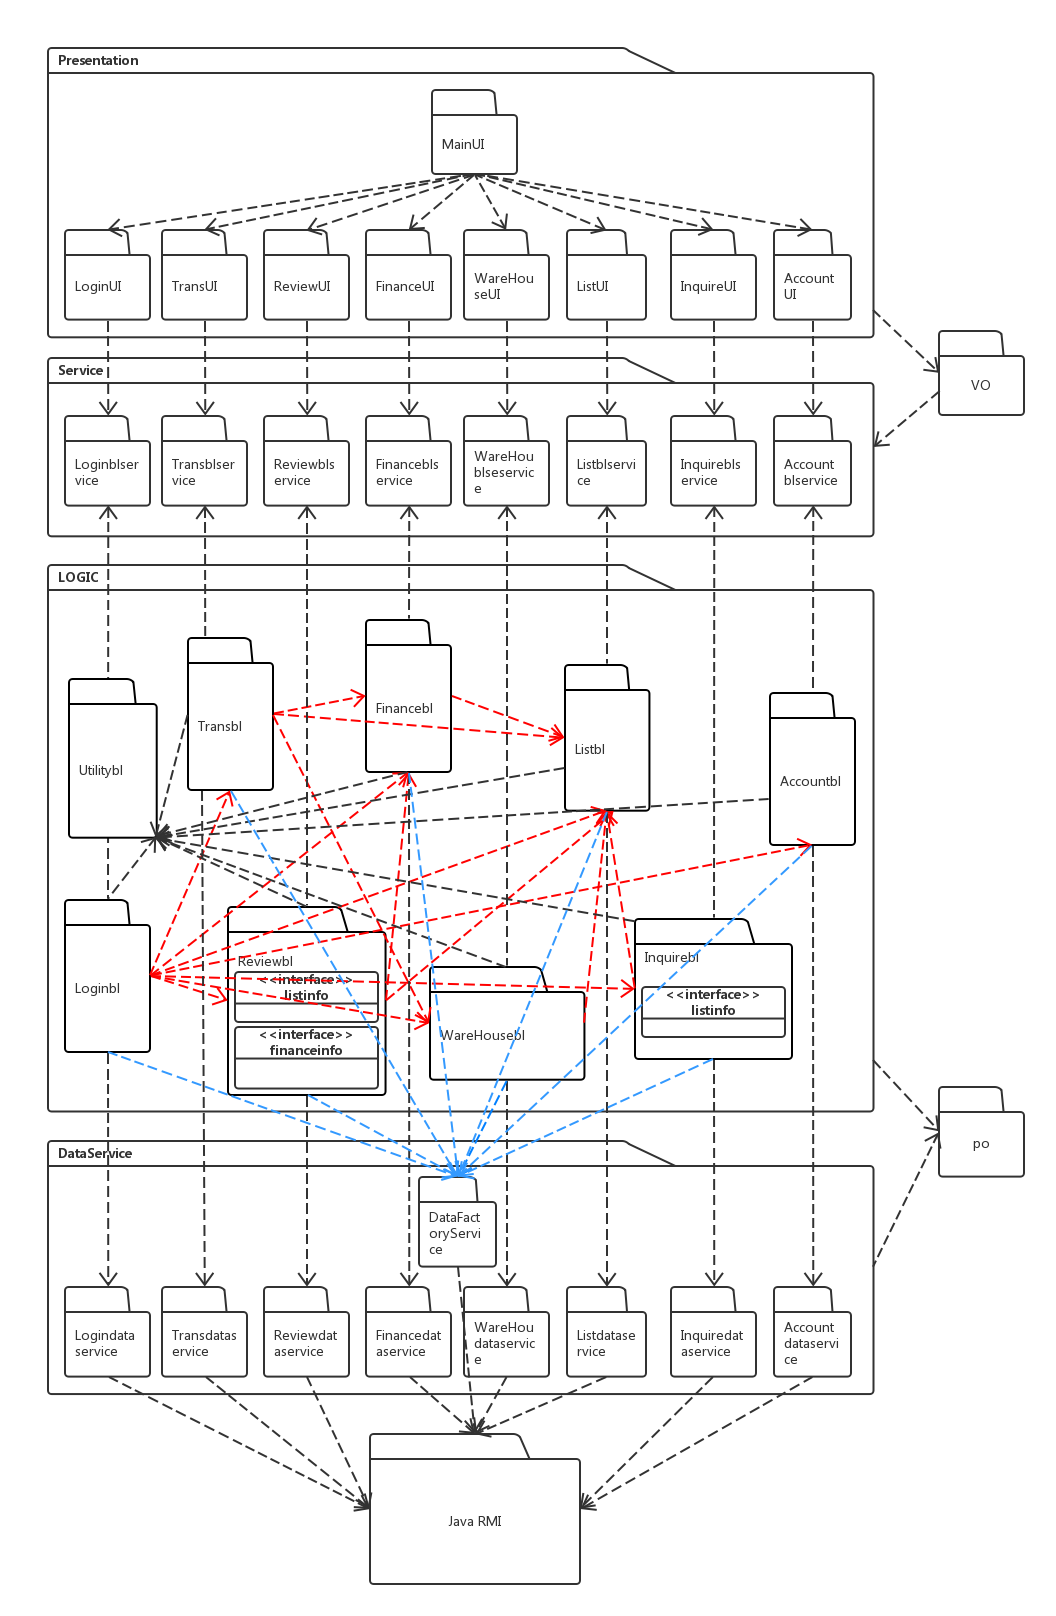 Presentation
MainUI
LoginUI
TransUI
ReviewUI
FinanceUI
WareHou
seUI
ListUI
InquireUI
Account
UI
VO
Service
Loginblser
vice
Transblser
vice
Reviewbls
ervice
Financebls
ervice
WareHou
blseservic
e
Listblservi
ce
Inquirebls
ervice
Account
blservice
LOGIC
Utilitybl
Transbl
Financebl
Listbl
Accountbl
Loginbl
Reviewbl
<<interface>>
listinfo
<<interface>>
financeinfo
WareHousebl
Inquirebl
<<interface>>
listinfo
po
DataService
DataFact
oryServi
ce
Logindata
service
Transdatas
ervice
Reviewdat
aservice
Financedat
aservice
WareHou
dataservic
e
Listdatase
rvice
Inquiredat
aservice
Account
dataservi
ce
Java RMI